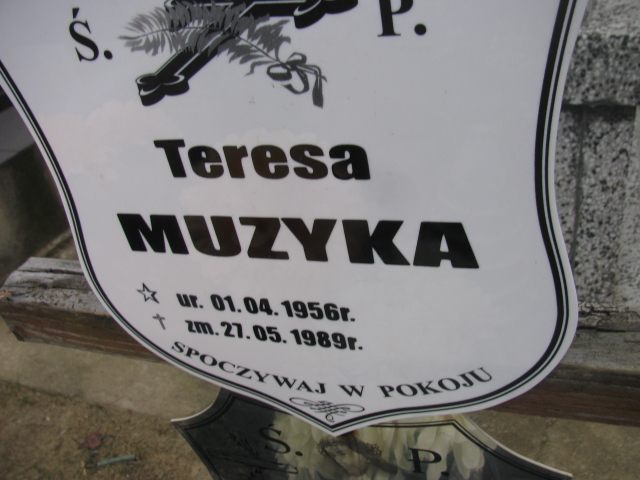 Ś. P.
Teresa
MUZYKA
ur. 01.04.1956r.
zm. 27.05.1989r.
SPOCZYWAJ W POKOJU
Ś. P.